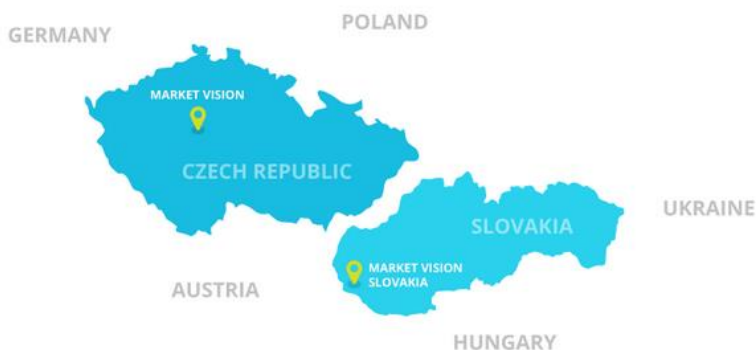 POLAND
GERMANY
MARKET VISION
CZECH REPUBLIC
UKRAINE
SLOVAKIA
MARKET VISION
SLOVAKIA
AUSTRIA
HUNGARY